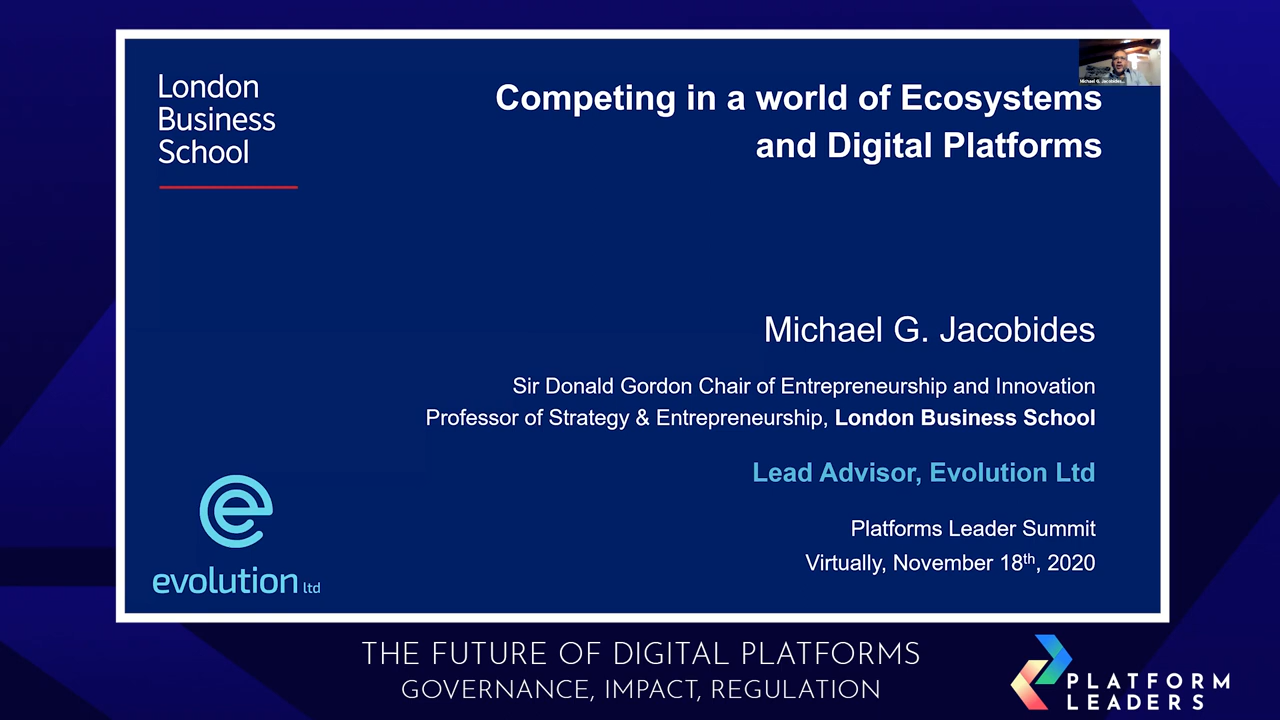 London
Business
School
Competing in a world of Ecosystems
and Digital Platforms
Michael G. Jacobides...
Michael G. Jacobides
Sir Donald Gordon Chair of Entrepreneurship and Innovation
Professor of Strategy & Entrepreneurship, London Business School
Lead Advisor, Evolution Ltd
Platforms Leader Summit
Virtually, November 18th, 2020
evolution ltd
THE FUTURE OF DIGITAL PLATFORMS
GOVERNANCE, IMPACT, REGULATION
PLATFORM
LEADERS